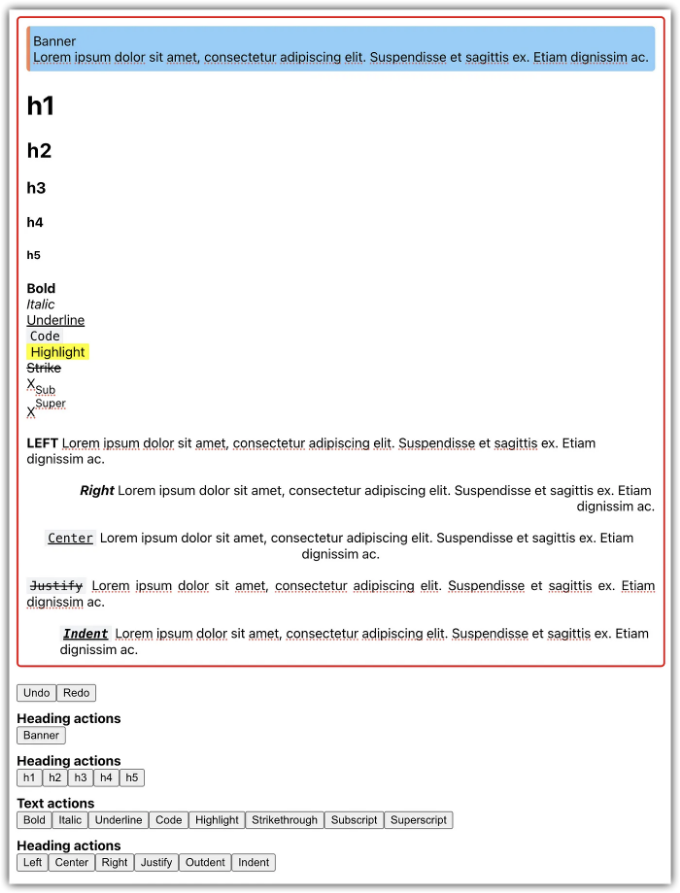 Banner
Lorem ipsum dolor sit amet, consectetur adipiscing elit. Suspendisse et sagittis ex. Etiam dignissim ac.
h1
h2
h3
h4
h5
Bold
Italic
Underline
Code
Highlight
Strike
XSub
XSuper
LEFT Lorem ipsum dolor sit amet, consectetur adipiscing elit. Suspendisse et sagittis ex. Etiam
dignissim ac.
Right Lorem ipsum dolor sit amet, consectetur adipiscing elit. Suspendisse et sagittis ex. Etiam
dignissim ac.
Center Lorem ipsum dolor sit amet, consectetur adipiscing elit. Suspendisse et sagittis ex. Etiam
dignissim ac.
Justify Lorem ipsum dolor sit amet, consectetur adipiscing elit. Suspendisse et sagittis ex. Etiam
dignissim ac.
Indent Lorem ipsum dolor sit amet, consectetur adipiscing elit. Suspendisse et sagittis ex. Etiam
dignissim ac.
Undo Redo
Heading actions
Banner
Heading actions
h1 h2 h3 h4 h5
Text actions
Bold Italic Underline Code Highlight Strikethrough Subscript Superscript
Heading actions
Left Center Right Justify Outdent Indent